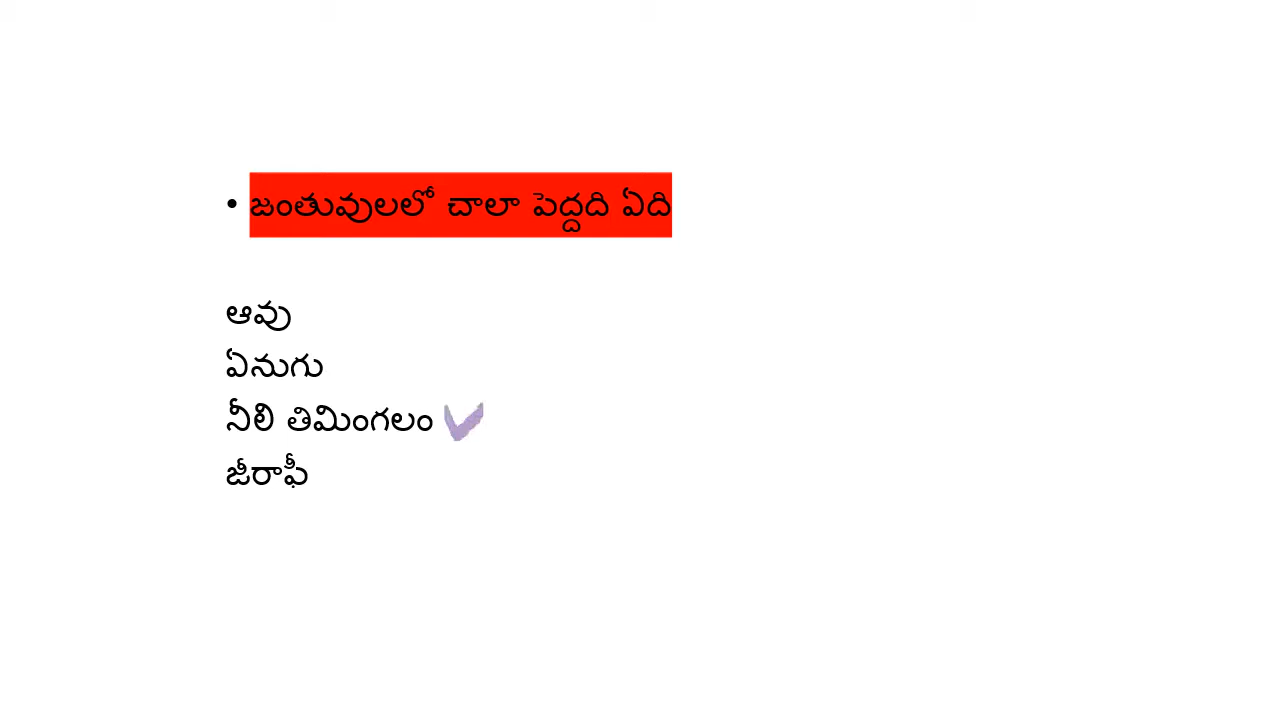 • జంతువులలో చాలా పెద్దది ఏది
ఆవు
ఏనుగు
నీలి తిమింగలం
జీరాఫీ